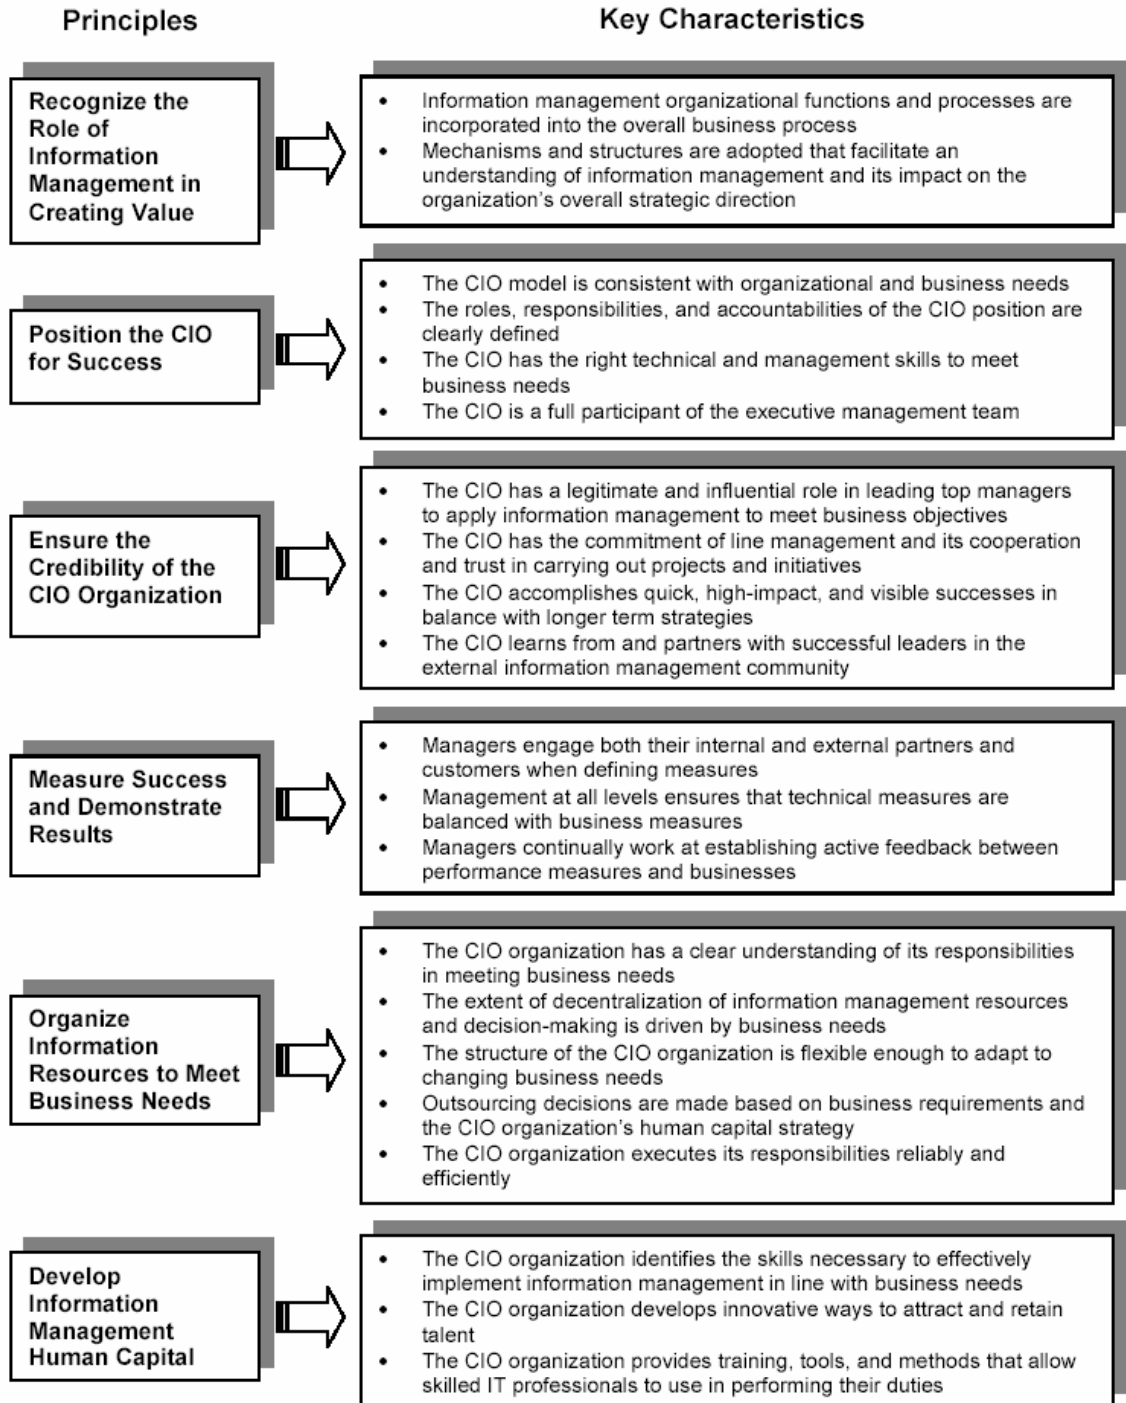 Principles
Key Characteristics
Recognize the
Role of
Information
Management in
Creating Value
• Information management organizational functions and processes are
incorporated into the overall business process
• Mechanisms and structures are adopted that facilitate an
understanding of information management and its impact on the
organization's overall strategic direction
Position the CIO
for Success
• The CIO model is consistent with organizational and business needs
• The roles, responsibilities, and accountabilities of the CIO position are
clearly defined
• The CIO has the right technical and management skills to meet
business needs
• The CIO is a full participant of the executive management team
Ensure the
Credibility of the
CIO Organization
• The CIO has a legitimate and influential role in leading top managers
to apply information management to meet business objectives
• The CIO has the commitment of line management and its cooperation
and trust in carrying out projects and initiatives
• The CIO accomplishes quick, high-impact, and visible successes in
balance with longer term strategies
• The CIO learns from and partners with successful leaders in the
external information management community
Measure Success
and Demonstrate
Results
• Managers engage both their internal and external partners and
customers when defining measures
• Management at all levels ensures that technical measures are
balanced with business measures
• Managers continually work at establishing active feedback between
performance measures and businesses
Organize
Information
Resources to Meet
Business Needs
• The CIO organization has a clear understanding of its responsibilities
in meeting business needs
• The extent of decentralization of information management resources
and decision-making is driven by business needs
• The structure of the CIO organization is flexible enough to adapt to
changing business needs
• Outsourcing decisions are made based on business requirements and
the CIO organization's human capital strategy
• The CIO organization executes its responsibilities reliably and
efficiently
Develop
Information
Management
Human Capital
• The CIO organization identifies the skills necessary to effectively
implement information management in line with business needs
• The CIO organization develops innovative ways to attract and retain
talent
• The CIO organization provides training, tools, and methods that allow
skilled IT professionals to use in performing their duties